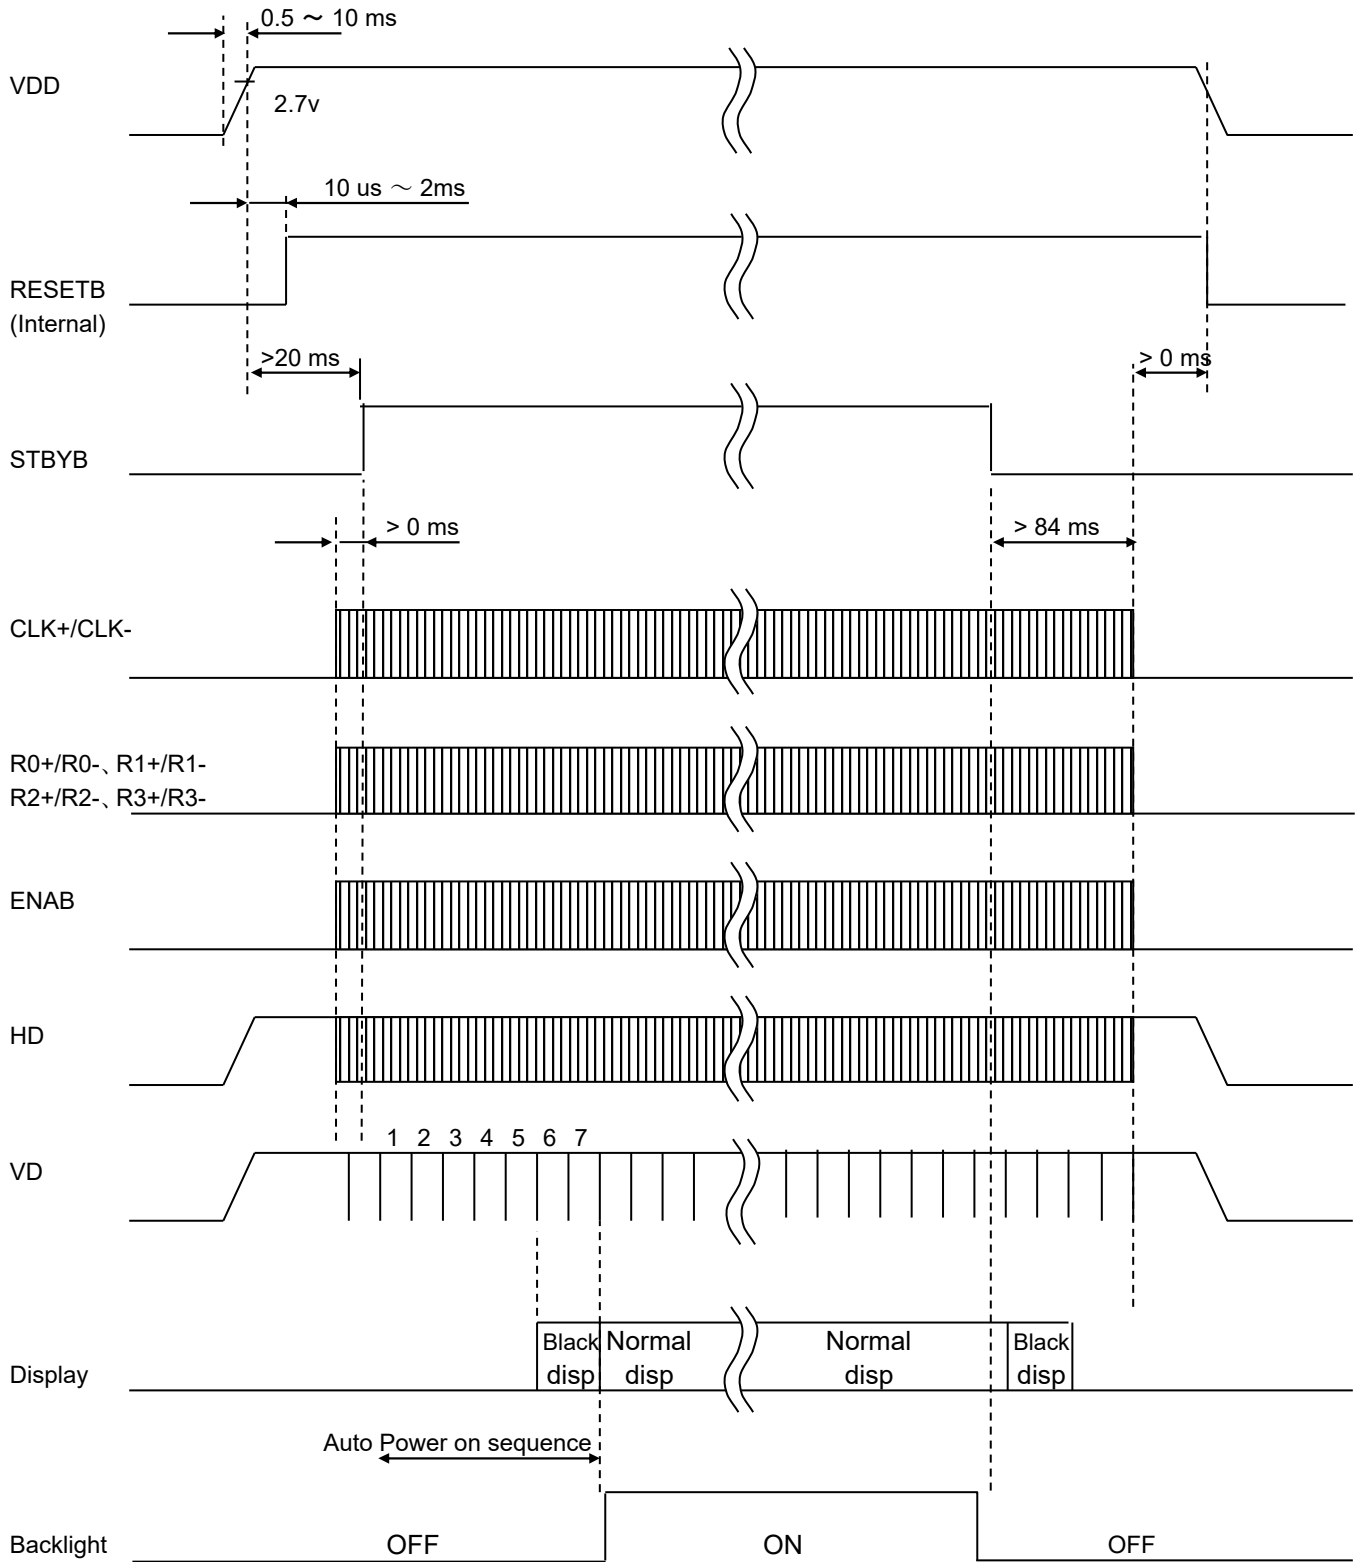 0.5 ～ 10 ms
VDD
2.7v
10 us ～ 2ms
RESETB
(Internal)
>20 ms
> 0 ms
STBYB
> 0 ms
> 84 ms
CLK+/CLK-
R0+/R0-、R1+/R1-
R2+/R2-、R3+/R3-
ENAB
HD
1 2 3 4 5 6 7
VD
Black Normal Normal Black
disp disp disp disp
Display
Auto Power on sequence
Backlight OFF ON OFF